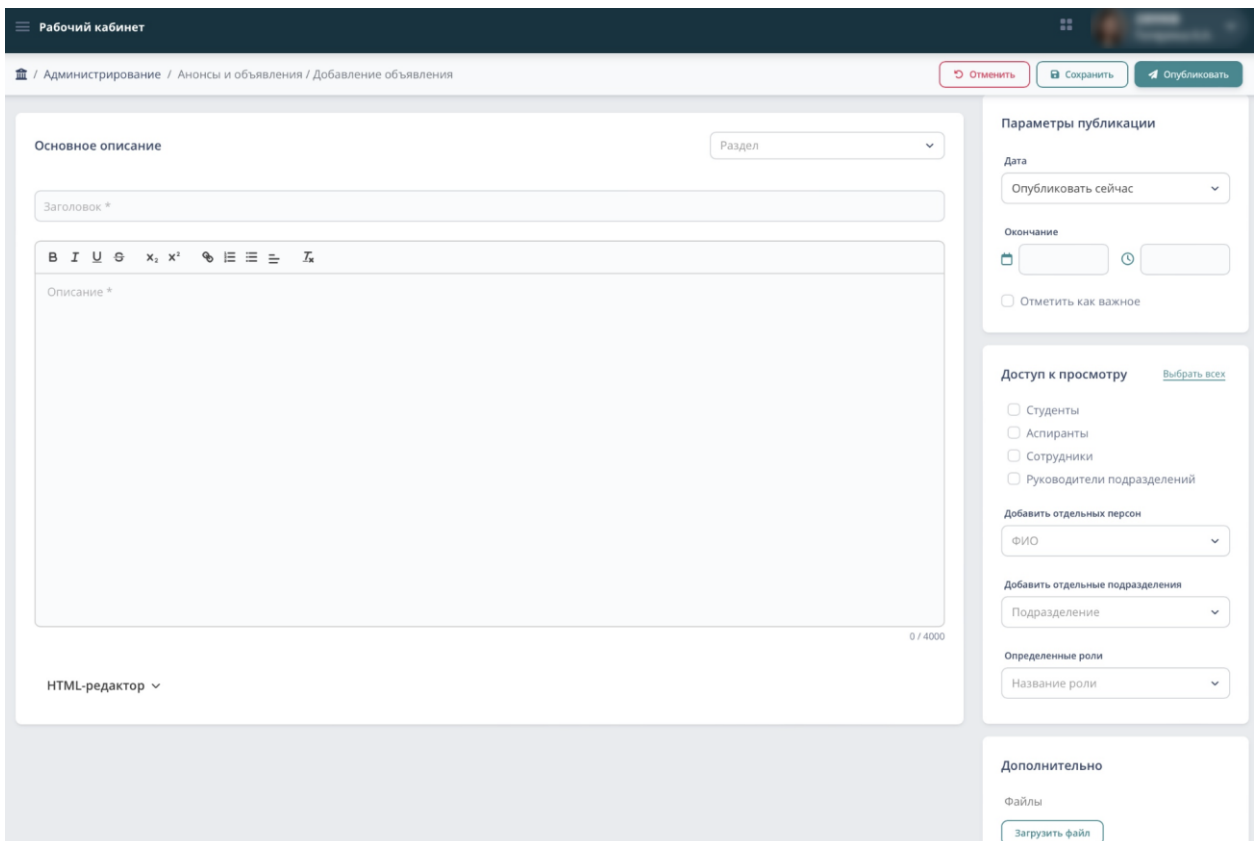 Рабочий кабинет
/ Администрирование / Анонсы и объявления / Добавление объявления
Отменить
Сохранить
Опубликовать
Основное описание
Раздел
Заголовок *
B I U S x₂ x²
Описание *
0 / 4000
HTML-редактор
Параметры публикации
Дата
Опубликовать сейчас
Окончание
Отметить как важное
Доступ к просмотру
Выбрать всех
Студенты
Аспиранты
Сотрудники
Руководители подразделений
Добавить отдельных персон
ФИО
Добавить отдельные подразделения
Подразделение
Определенные роли
Название роли
Дополнительно
Файлы
Загрузить файл